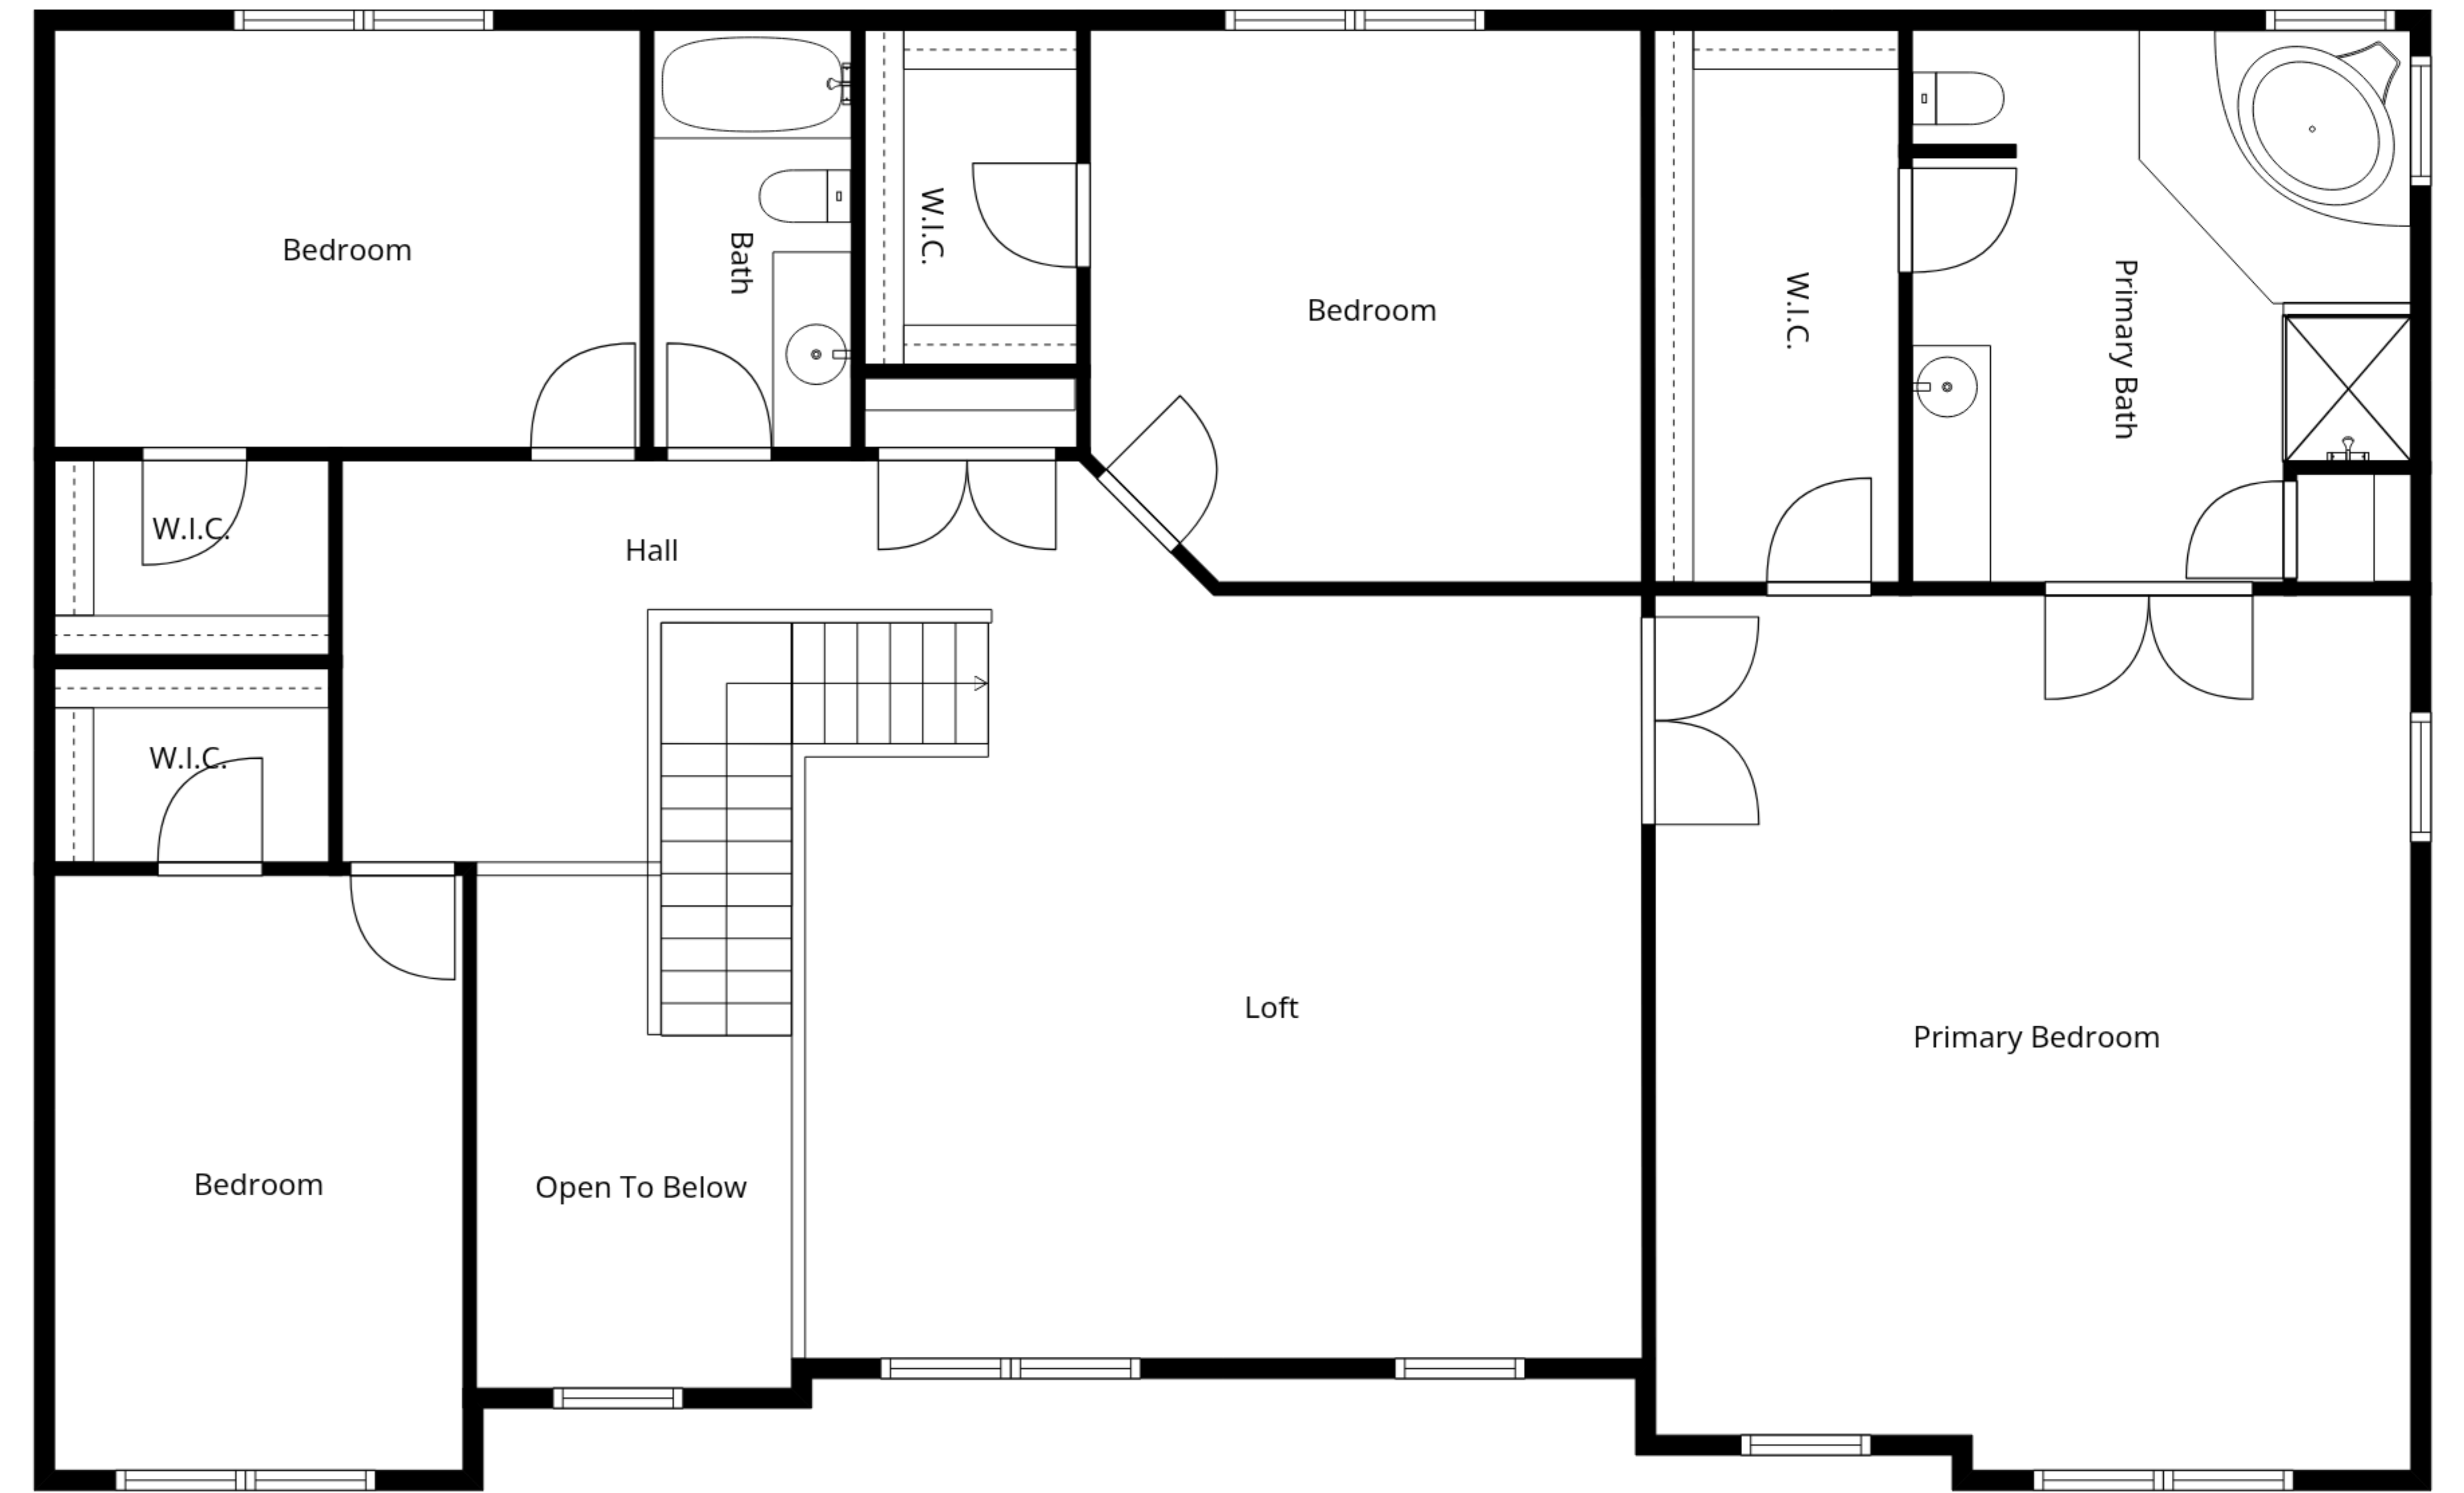 Bedroom
Bath
W.I.C.
Bedroom
W.I.C.
Primary Bath
W.I.C.
Hall
W.I.C.
Loft
Primary Bedroom
Bedroom
Open To Below